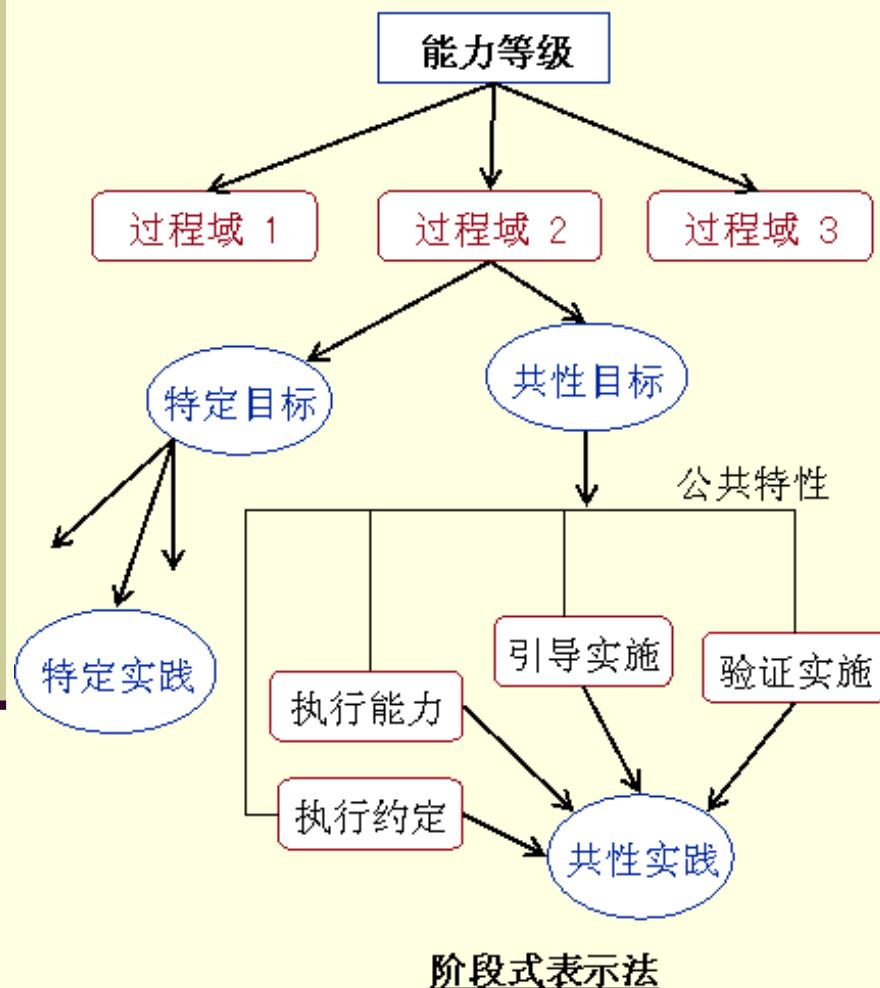 能力等级
过程域 1
过程域 2
过程域 3
特定目标
共性目标
公共特性
特定实践
执行能力
引导实施
验证实施
执行约定
共性实践
阶段式表示法